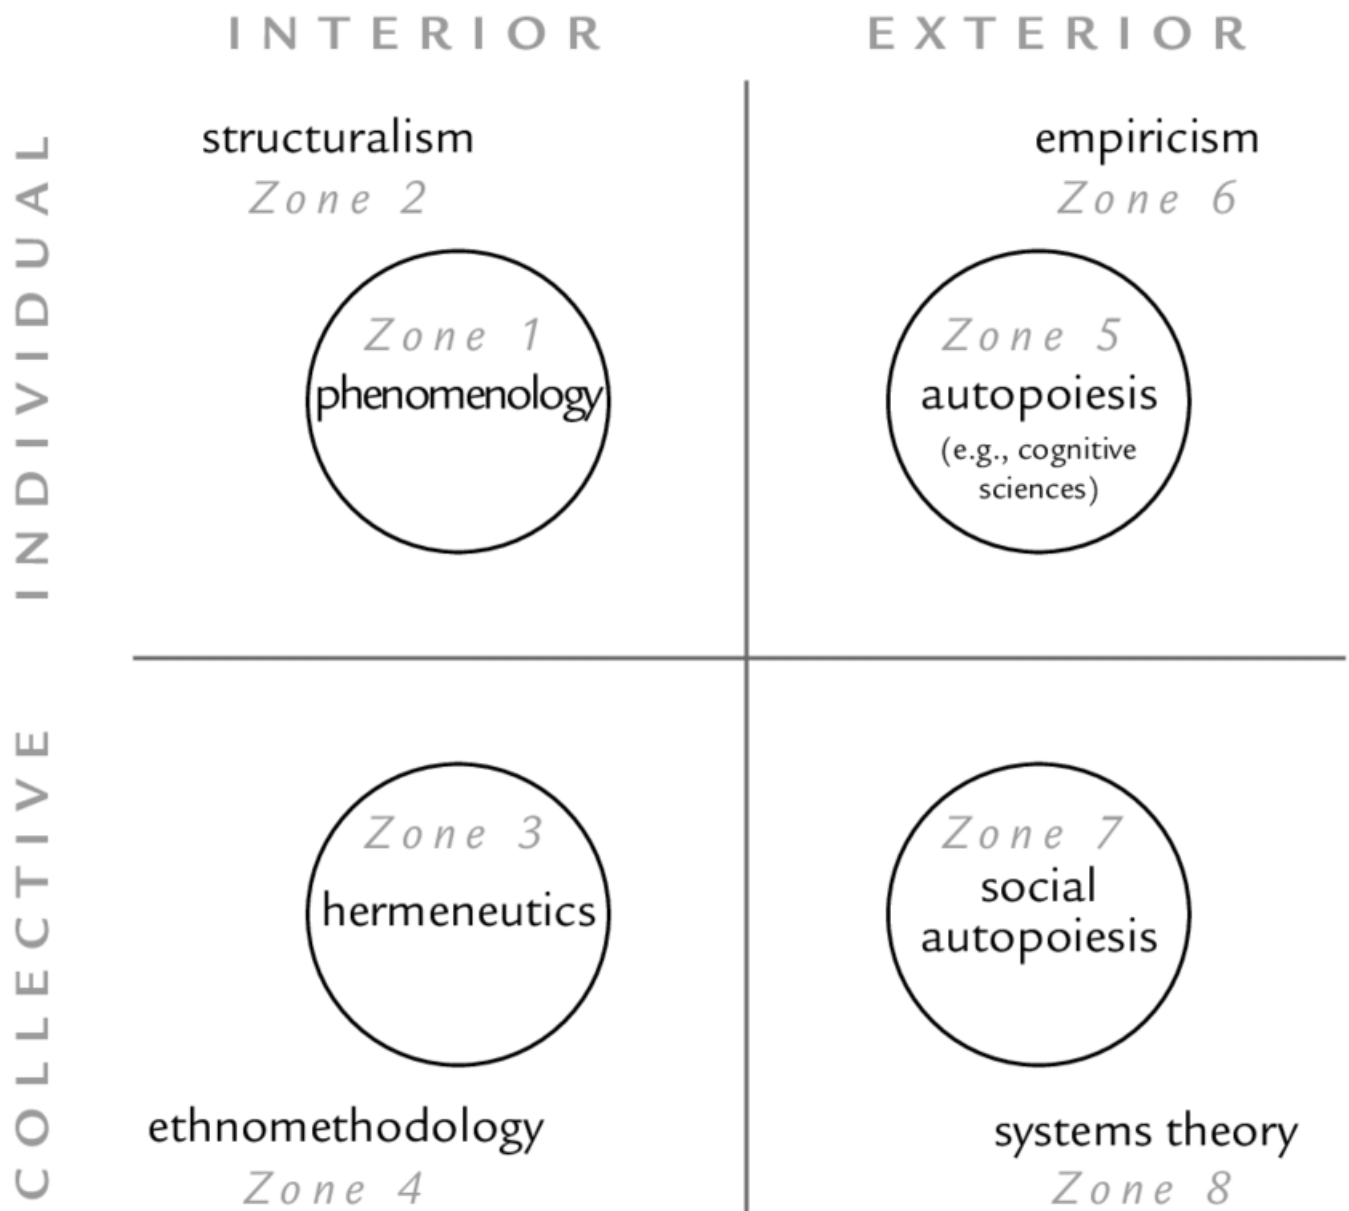 INTERIOR
EXTERIOR
INDIVIDUAL
structuralism
Zone 2
Zone 1
phenomenology
empiricism
Zone 6
Zone 5
autopoiesis
(e.g., cognitive
sciences)
COLLECTIVE
Zone 3
hermeneutics
ethnomethodology
Zone 4
Zone 7
social
autopoiesis
systems theory
Zone 8